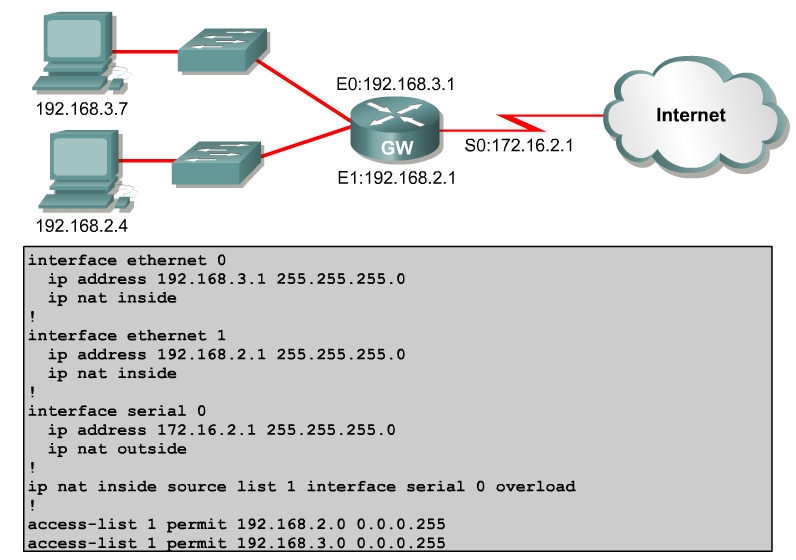 192.168.3.7
192.168.2.4
E0:192.168.3.1
GW
E1:192.168.2.1
S0:172.16.2.1
Internet
interface ethernet 0
  ip address 192.168.3.1 255.255.255.0
  ip nat inside
!
interface ethernet 1
  ip address 192.168.2.1 255.255.255.0
  ip nat inside
!
interface serial 0
  ip address 172.16.2.1 255.255.255.0
  ip nat outside
!
ip nat inside source list 1 interface serial 0 overload
!
access-list 1 permit 192.168.2.0 0.0.0.255
access-list 1 permit 192.168.3.0 0.0.0.255